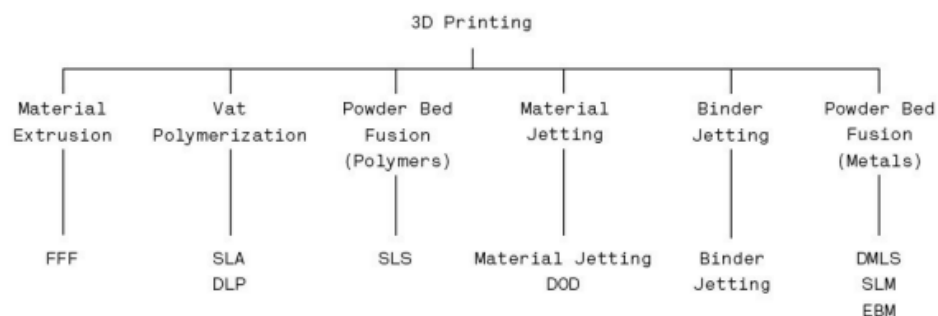 3D Printing
Material
Extrusion
Vat
Polymerization
Powder Bed
Fusion
(Polymers)
Material
Jetting
Binder
Jetting
Powder Bed
Fusion
(Metals)
FFF
SLA
DLP
SLS
Material Jetting
DOD
Binder
Jetting
DMLS
SLM
EBM